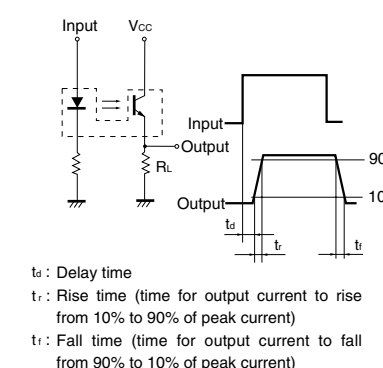 Input Vcc
Input
Output
RL
90
10
Output
td
tr tf
td : Delay time
tr : Rise time (time for output current to rise
from 10% to 90% of peak current)
tf : Fall time (time for output current to fall
from 90% to 10% of peak current)